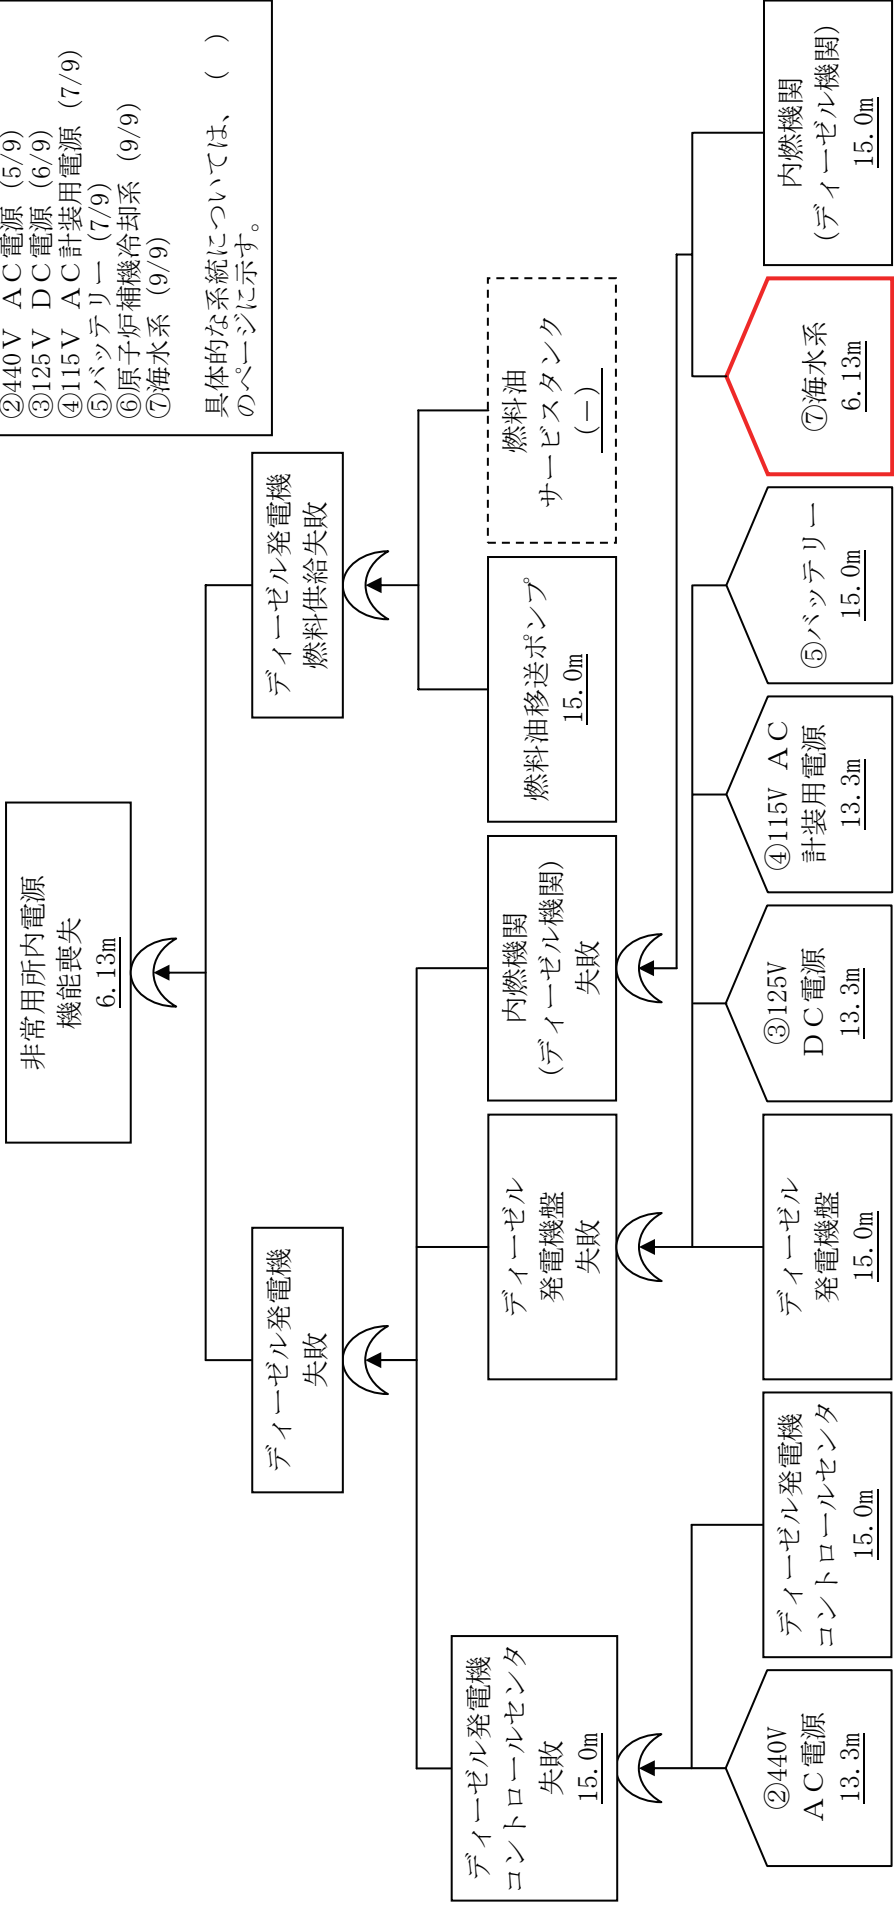 ②440V AC電源 (5/9)
③125V DC電源 (6/9)
④115V AC計装用電源 (7/9)
⑤バッテリー (7/9)
⑥原子炉補機冷却系 (9/9)
⑦海水系 (9/9)
具体的な系統については、( )
のページに示す。
非常用所内電源
機能喪失
6.13m
ディーゼル発電機
失敗
ディーゼル発電機
燃料供給失敗
ディーゼル発電機
コントロールセンタ
失敗
15.0m
ディーゼル
発電機盤
失敗
内燃機関
(ディーゼル機関)
失敗
燃料油移送ポンプ
15.0m
燃料油
サービスタンク
(−)
②440V
AC電源
13.3m
ディーゼル発電機
コントロールセンタ
15.0m
ディーゼル
発電機盤
15.0m
③125V
DC電源
13.3m
④115V AC
計装用電源
13.3m
⑤バッテリー
15.0m
⑦海水系
6.13m
内燃機関
(ディーゼル機関)
15.0m